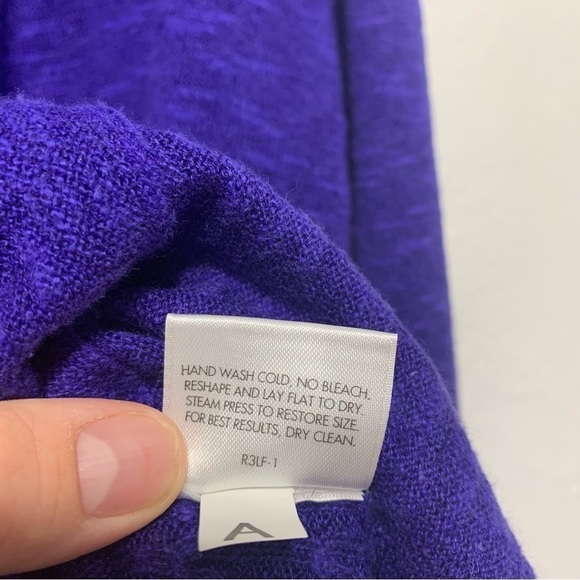 HAND WASH COLD, NO BLEACH.
RESHAPE AND LAY FLAT TO DRY.
STEAM PRESS TO RESTORE SIZE.
FOR BEST RESULTS, DRY CLEAN.
R3LF-1
A